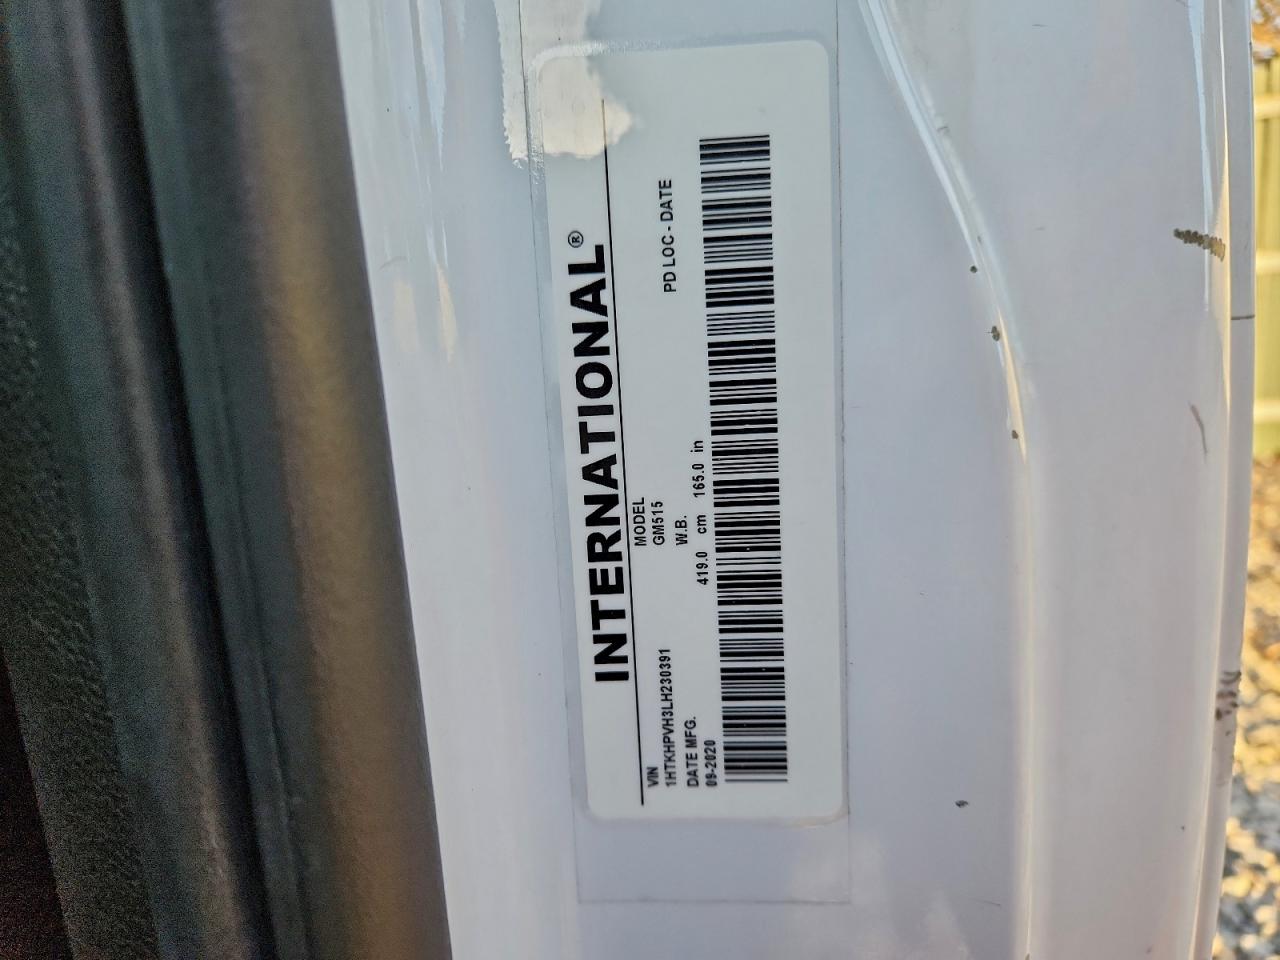 INTERNATIONAL®
VIN
1HTKHPVH3LH230391
MODEL
GM515
PD LOC - DATE
DATE MFG.
09-2020
W.B.
419.0 cm 165.0 in